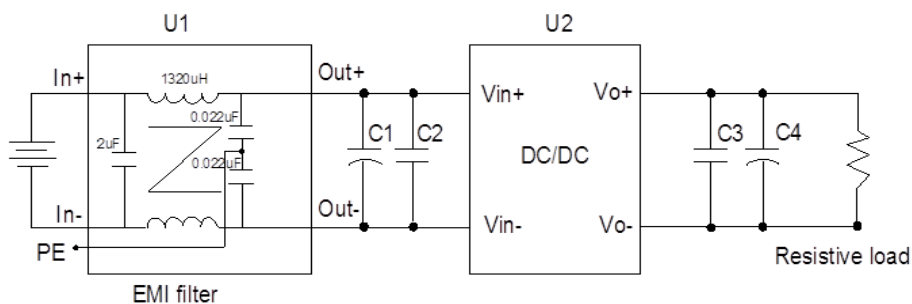 U1
U2
In+
1320uH
Out+
0.022uF
Vin+
Vo+
2uF
C1
C2
C3
C4
0.022uF
DC/DC
In-
Out-
Vin-
Vo-
PE
Resistive load
EMI filter